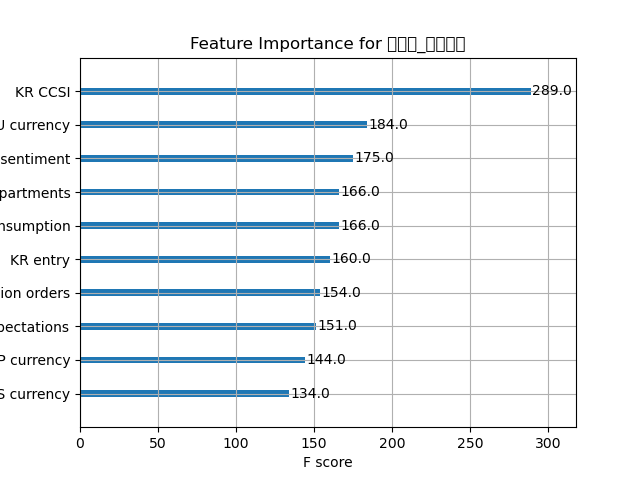 Feature Importance for □□□_□□□□
KR CCSI
289.0
U currency
184.0
sentiment
175.0
partments
166.0
nsumption
166.0
KR entry
160.0
ion orders
154.0
pectations
151.0
P currency
144.0
S currency
134.0
0 50 100 150 200 250 300
F score